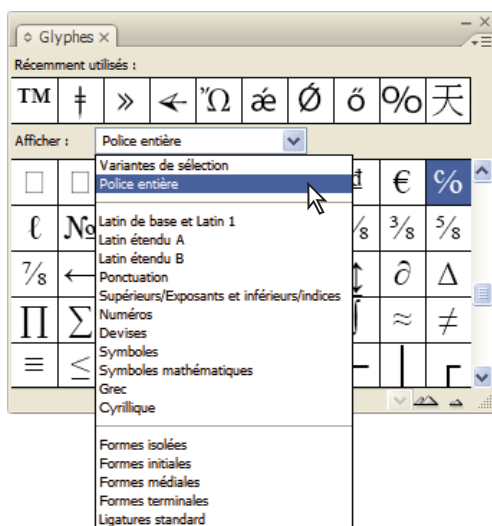 Glyphes ×
Récemment utilisés :
TM ǂ » Ὤ ǽ Ǿ ő % 天
Afficher : Police entière
Variantes de sélection
Police entière
Latin de base et Latin 1
Latin étendu A
Latin étendu B
Ponctuation
Supérieurs/Exposants et inférieurs/indices
Numéros
Devises
Symboles
Symboles mathématiques
Grec
Cyrillique
Formes isolées
Formes initiales
Formes médiales
Formes terminales
Ligatures standard
€ ℅
ℓ № ⅜ ⅝
⅞ ← ∂ ∆
∏ ∑ ≈ ≠
≡ ≤